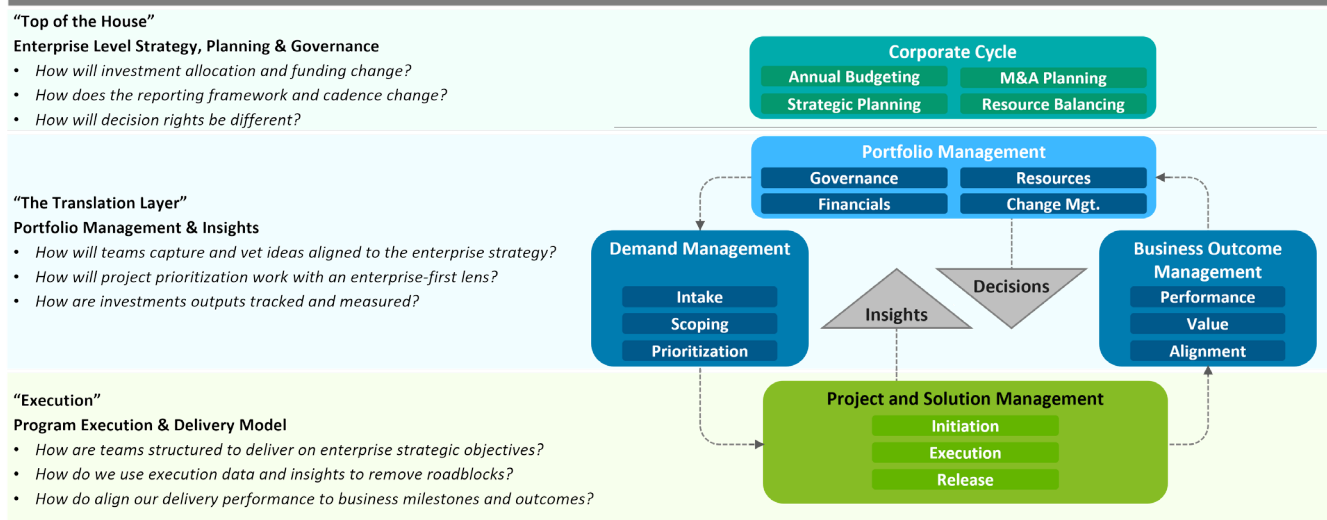 “Top of the House”
Enterprise Level Strategy, Planning & Governance
• How will investment allocation and funding change?
• How does the reporting framework and cadence change?
• How will decision rights be different?
Corporate Cycle
Annual Budgeting
M&A Planning
Strategic Planning
Resource Balancing
“The Translation Layer”
Portfolio Management & Insights
• How will teams capture and vet ideas aligned to the enterprise strategy?
• How will project prioritization work with an enterprise-first lens?
• How are investments outputs tracked and measured?
Portfolio Management
Governance
Resources
Financials
Change Mgt.
Demand Management
Intake
Scoping
Prioritization
Insights
Decisions
Business Outcome
Management
Performance
Value
Alignment
“Execution”
Program Execution & Delivery Model
• How are teams structured to deliver on enterprise strategic objectives?
• How do we use execution data and insights to remove roadblocks?
• How do align our delivery performance to business milestones and outcomes?
Project and Solution Management
Initiation
Execution
Release